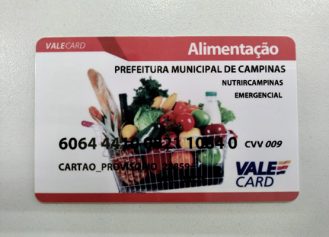 VALECARD
Alimentação
PREFEITURA MUNICIPAL DE CAMPINAS
NUTRIRCAMPINAS
EMERGENCIAL
6064 CVV 009
VALE
CARD